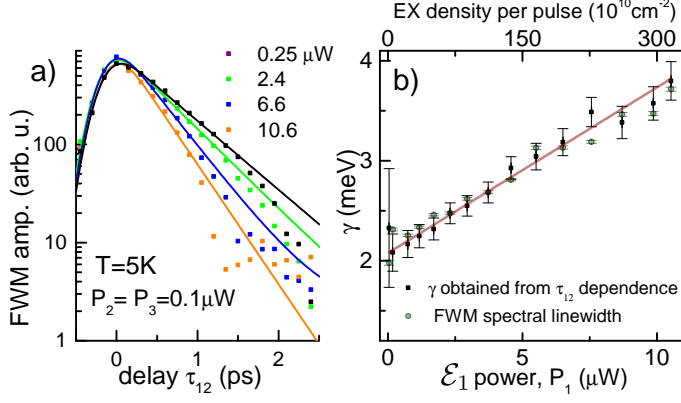 a)
0.25 μW
2.4
6.6
10.6
FWM amp. (arb. u.)
100
10
1
T=5K
P₂= P₃=0.1μW
0
1
2
delay τ₁₂ (ps)
EX density per pulse (10¹⁰cm⁻²)
0
150
300
b)
γ (meV)
4
3
2
1
γ obtained from τ₁₂ dependence
FWM spectral linewidth
0
5
10
ℰ₁ power, P₁ (μW)